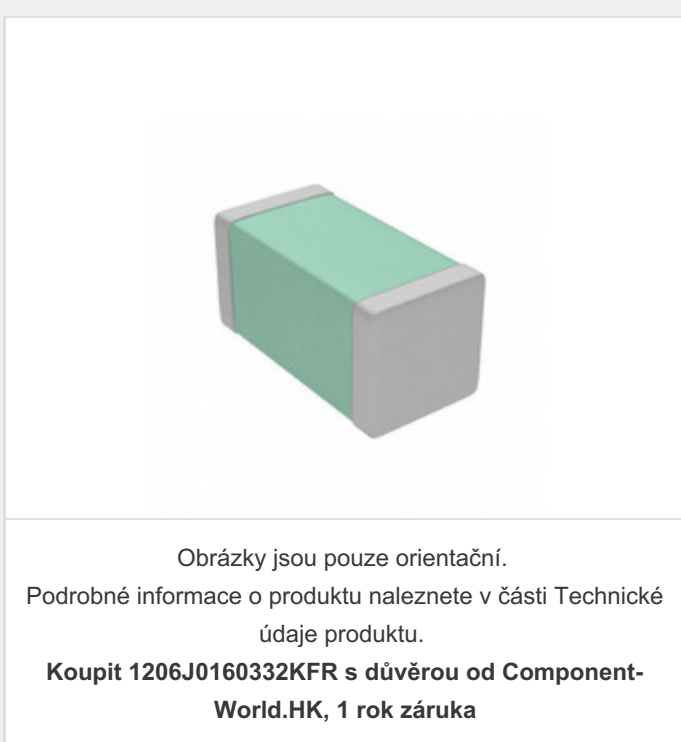 Obrázky jsou pouze orientační.
Podrobné informace o produktu naleznete v části Technické
údaje produktu.
Koupit 1206J0160332KFR s důvěrou od Component-
World.HK, 1 rok záruka